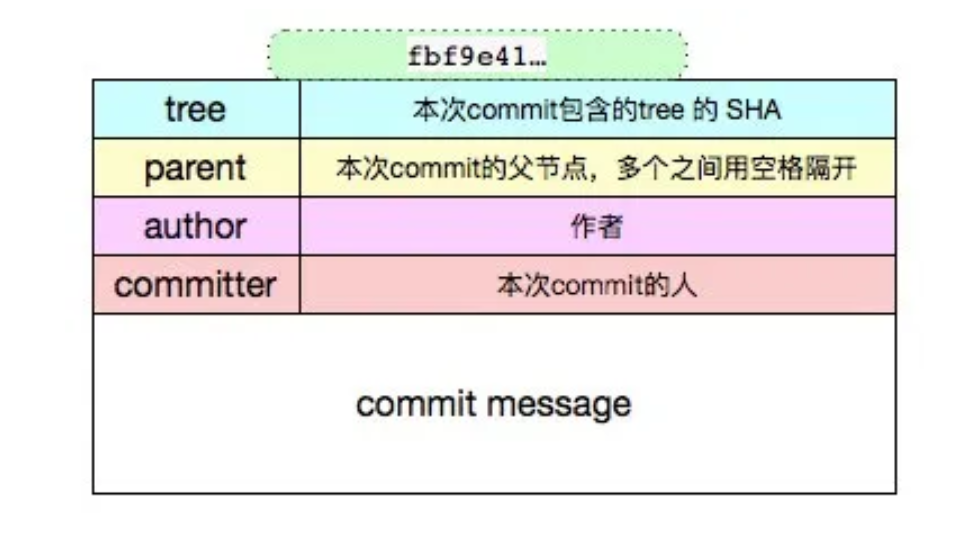 fbf9e41…
tree 本次commit包含的tree 的 SHA
parent 本次commit的父节点，多个之间用空格隔开
author 作者
committer 本次commit的人
commit message